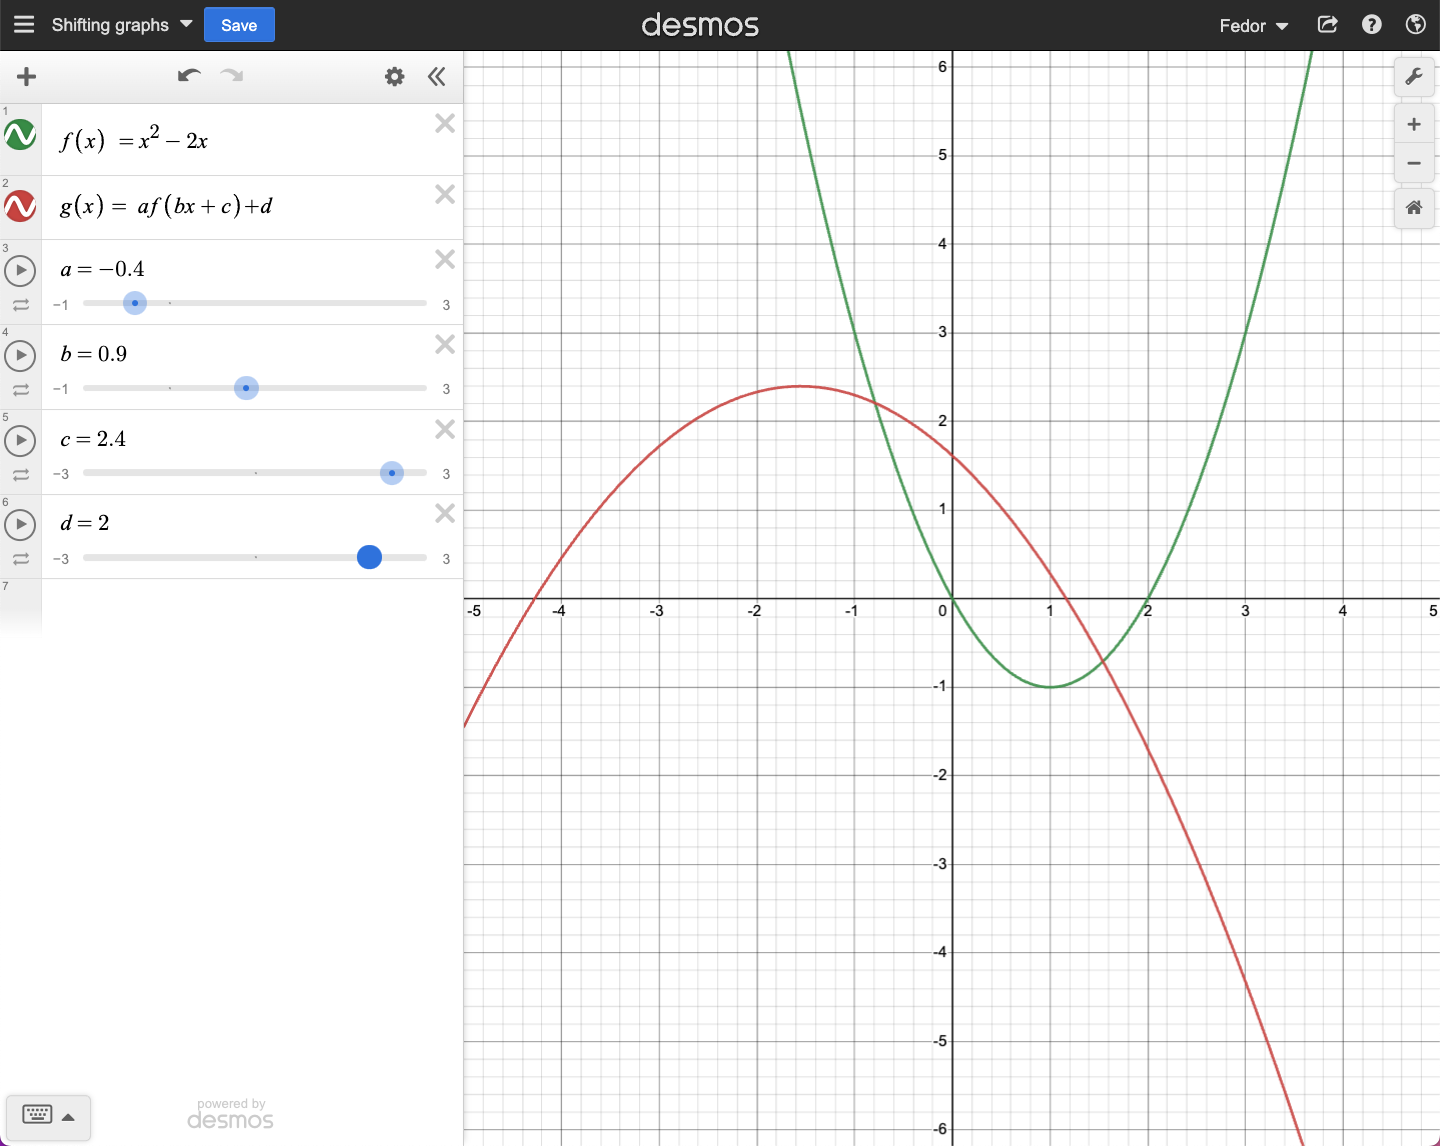 Shifting graphs
Save
desmos
Fedor
1
f(x) = x² − 2x
2
g(x) = af(bx + c)+d
3
a = −0.4
−1
3
4
b = 0.9
−1
3
5
c = 2.4
−3
3
6
d = 2
−3
3
7
powered by
desmos
6
5
4
3
2
1
-5 -4 -3 -2 -1 0 1 2 3 4 5
-1
-2
-3
-4
-5
-6